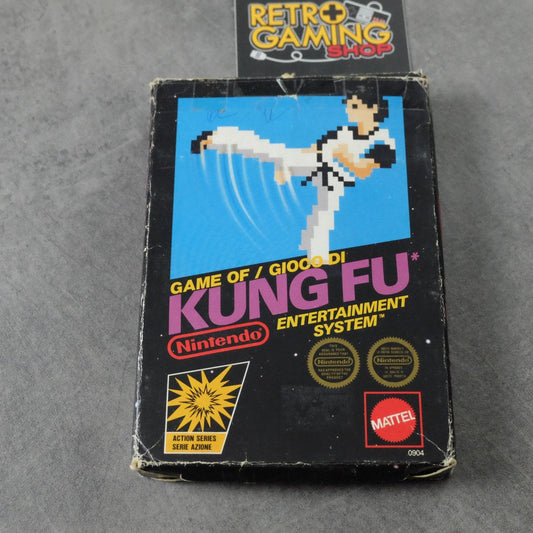 RETRO
GAMING
SHOP
GAME OF / GIOCO DI
KUNG FU*
Nintendo
ENTERTAINMENT
SYSTEM™
ACTION SERIES
SERIE AZIONE
MATTEL
0904